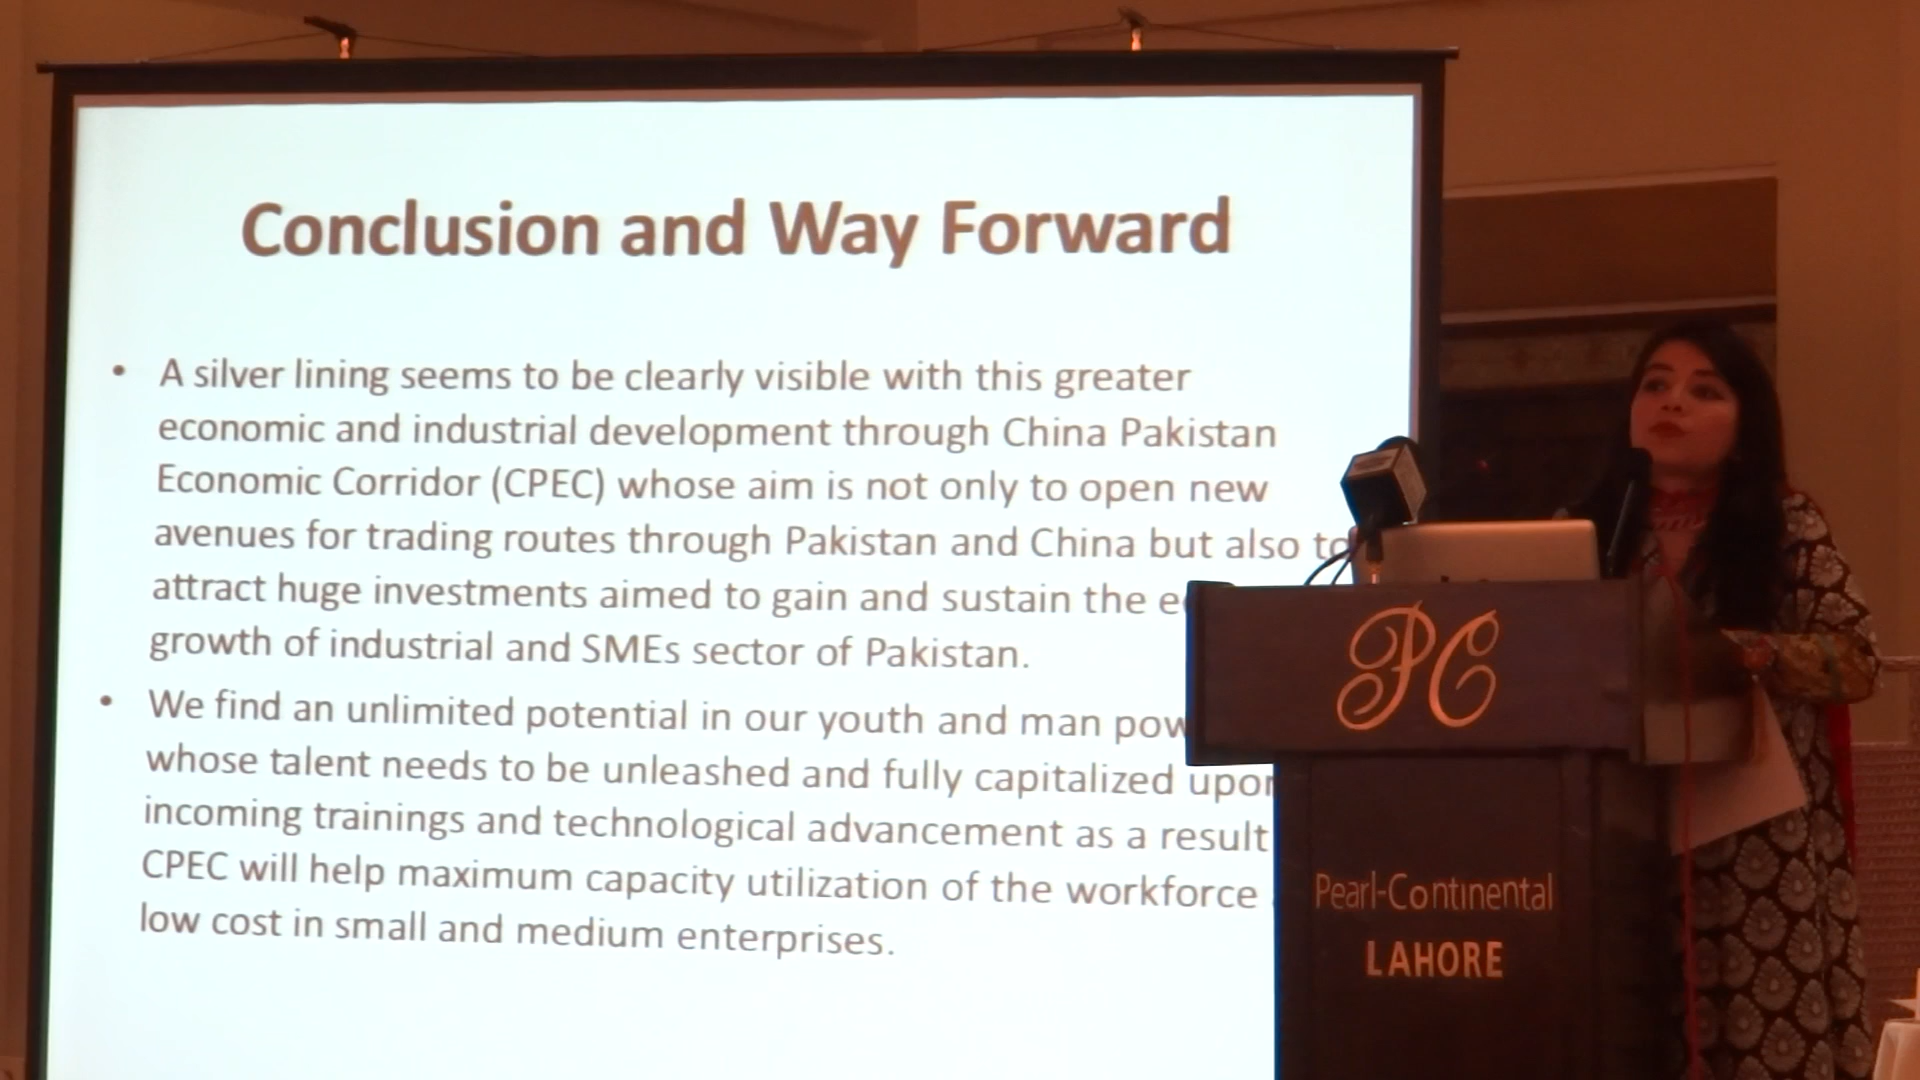 Conclusion and Way Forward
• A silver lining seems to be clearly visible with this greater
economic and industrial development through China Pakistan
Economic Corridor (CPEC) whose aim is not only to open new
avenues for trading routes through Pakistan and China but also to
attract huge investments aimed to gain and sustain the
growth of industrial and SMEs sector of Pakistan.
• We find an unlimited potential in our youth and man pow
whose talent needs to be unleashed and fully capitalized upon
incoming trainings and technological advancement as a result
CPEC will help maximum capacity utilization of the workforce
low cost in small and medium enterprises.
PC
Pearl-Continental
LAHORE